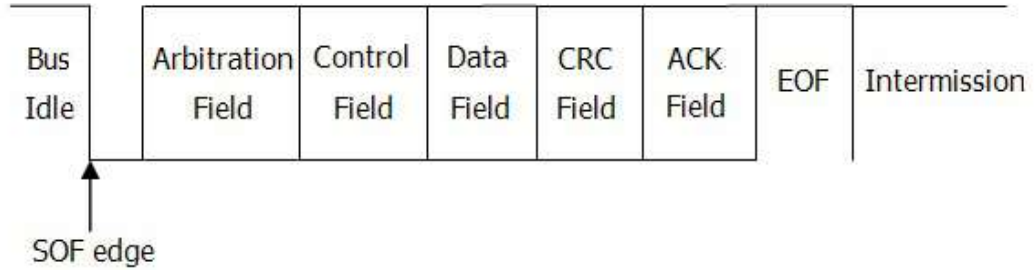 Bus
Idle
Arbitration
Field
Control
Field
Data
Field
CRC
Field
ACK
Field
EOF
Intermission
SOF edge